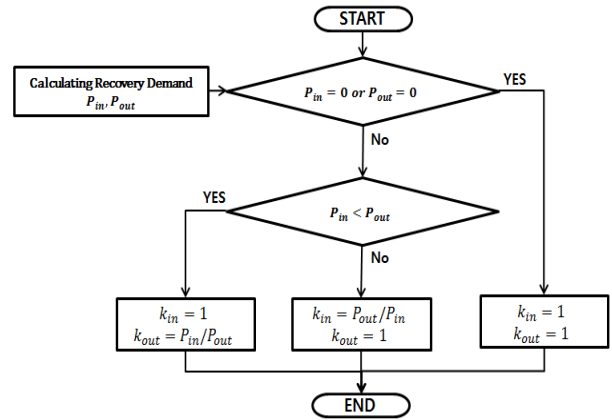 START
Calculating Recovery Demand
P_in, P_out
P_in = 0 or P_out = 0
YES
No
YES
P_in < P_out
No
k_in = 1
k_out = P_in/P_out
k_in = P_out/P_in
k_out = 1
k_in = 1
k_out = 1
END